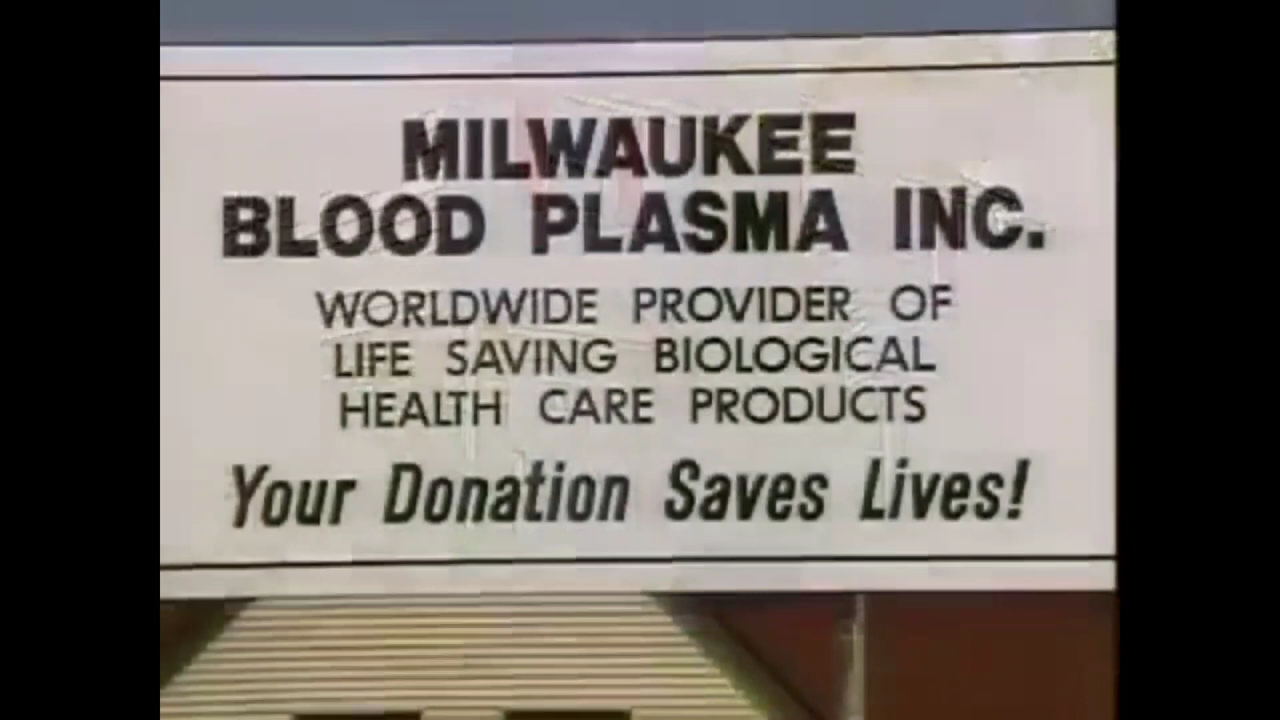 MILWAUKEE
BLOOD PLASMA INC.
WORLDWIDE PROVIDER OF
LIFE SAVING BIOLOGICAL
HEALTH CARE PRODUCTS
Your Donation Saves Lives!